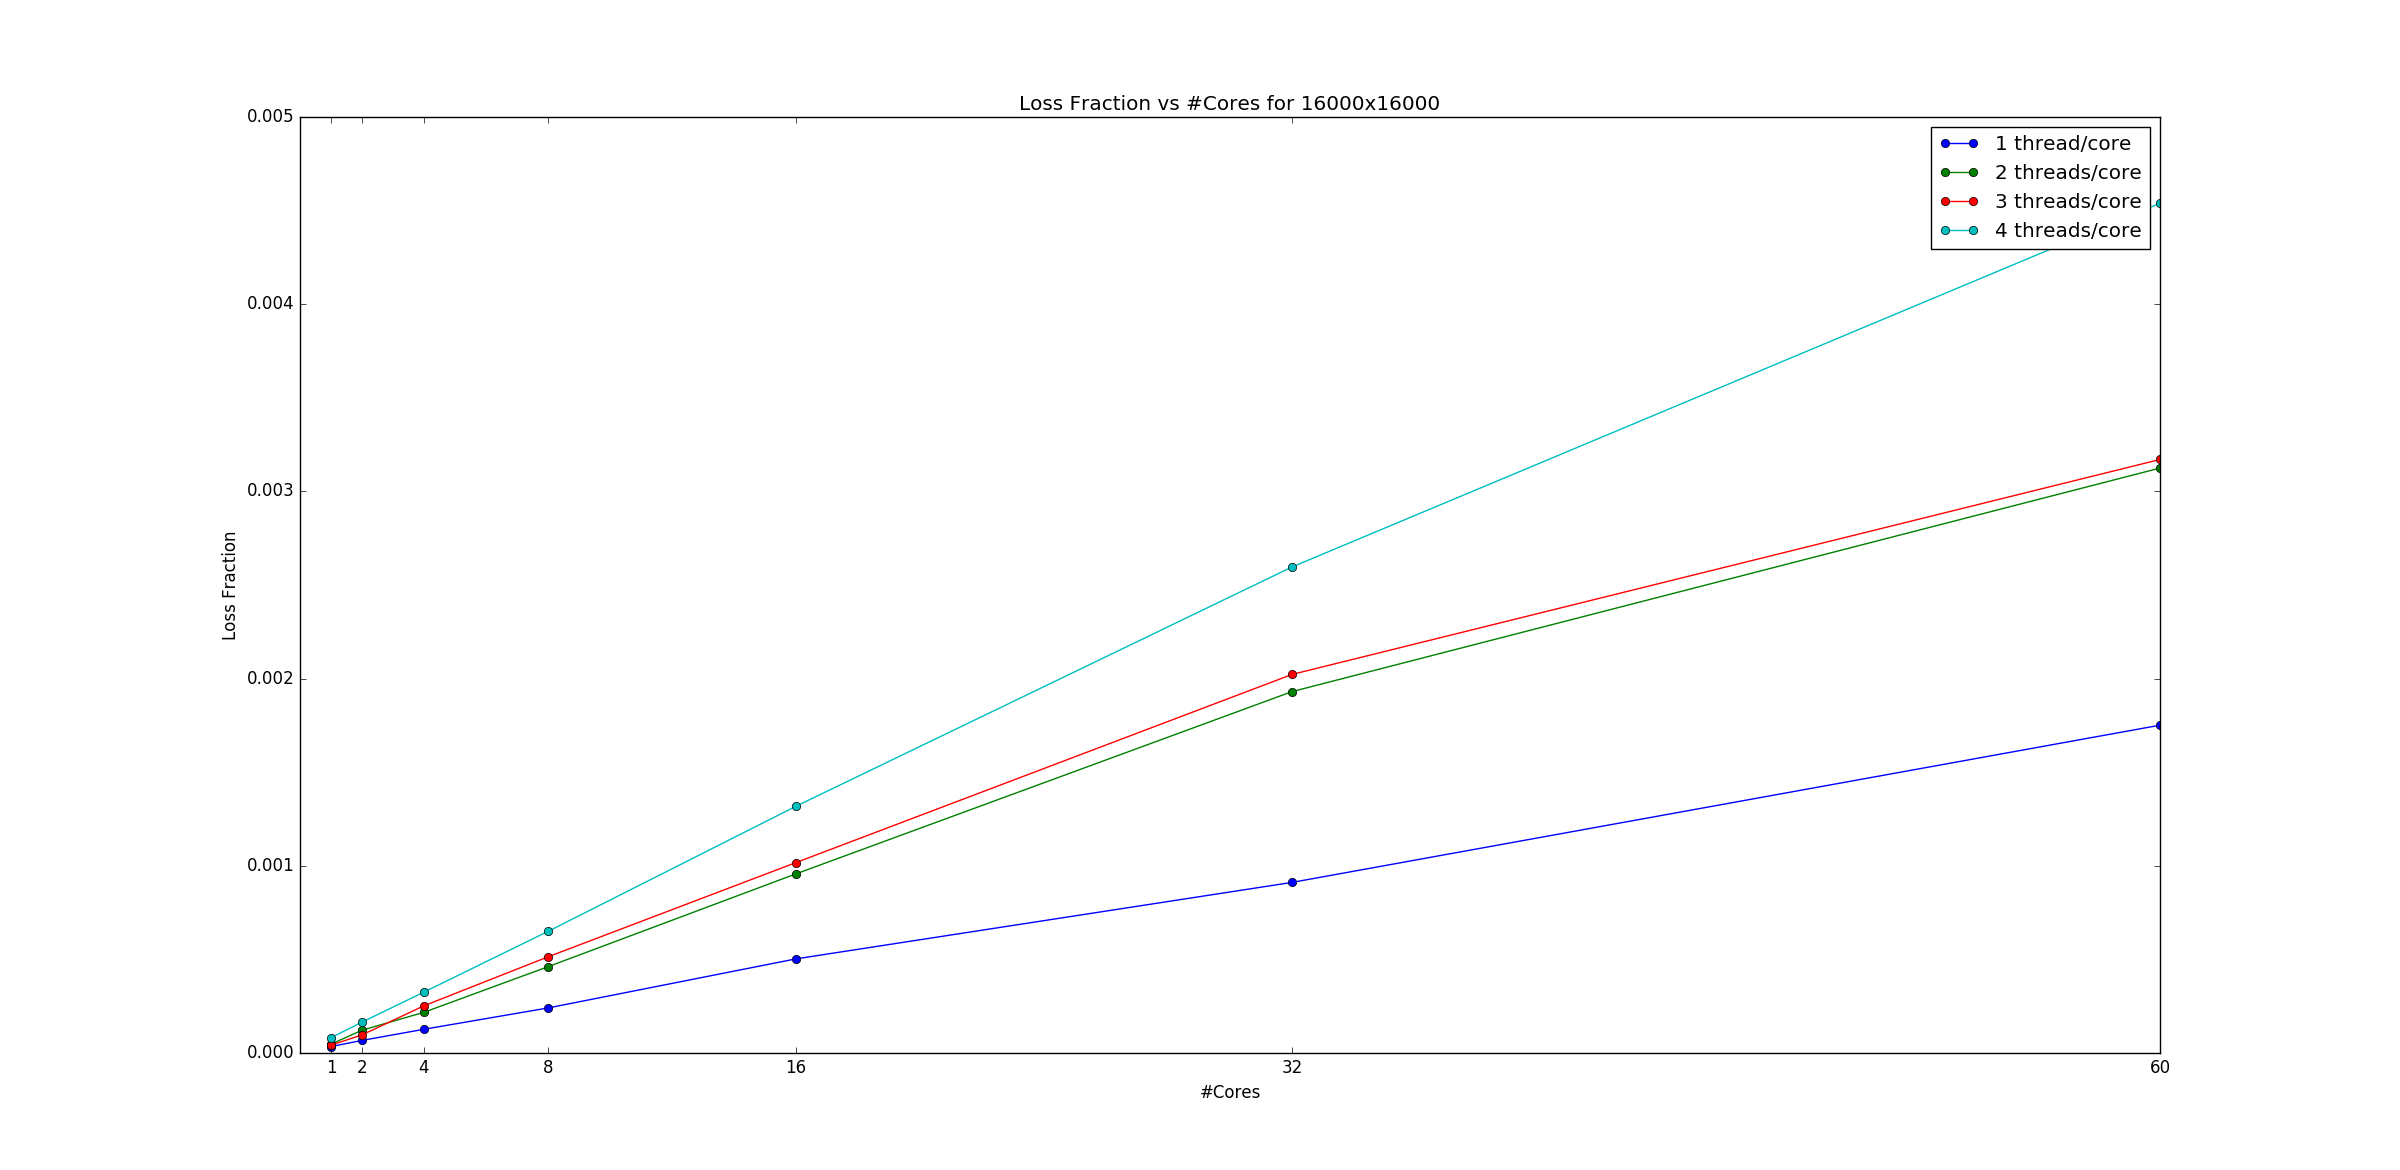 Loss Fraction vs #Cores for 16000x16000
0.005
0.004
0.003
0.002
0.001
0.000
Loss Fraction
1 thread/core
2 threads/core
3 threads/core
4 threads/core
1 2 4 8 16 32 60
#Cores